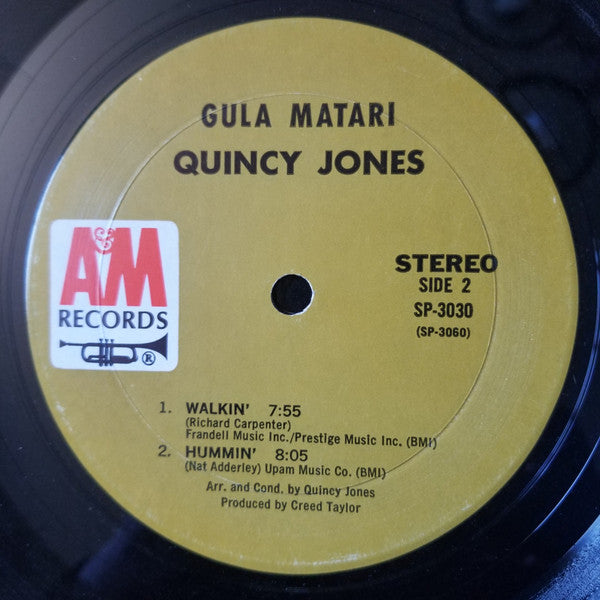 GULA MATARI
QUINCY JONES
A&M
RECORDS
®
STEREO
SIDE 2
SP-3030
(SP-3060)
1. WALKIN' 7:55
(Richard Carpenter)
Frandell Music Inc./Prestige Music Inc. (BMI)
2. HUMMIN' 8:05
(Nat Adderley) Upam Music Co. (BMI)
Arr. and Cond. by Quincy Jones
Produced by Creed Taylor